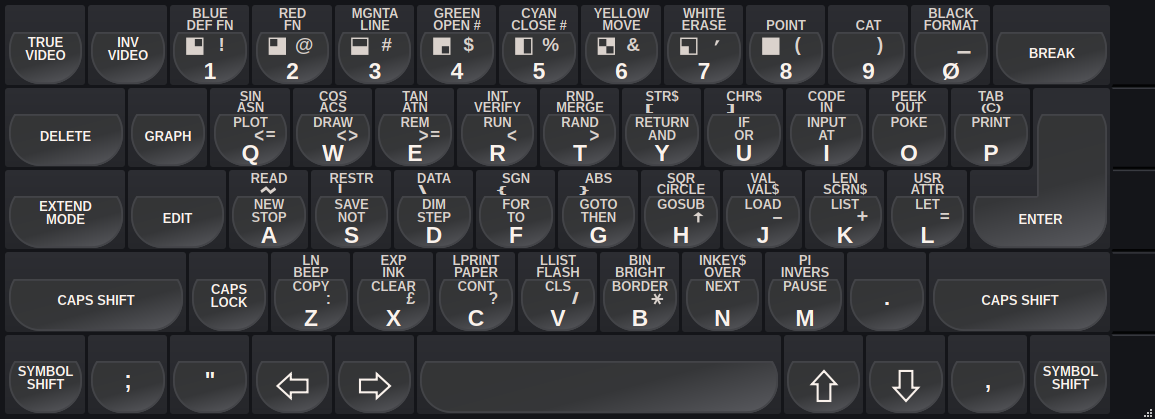 BLUE RED MGNTA GREEN CYAN YELLOW WHITE BLACK
DEF FN FN LINE OPEN # CLOSE # MOVE ERASE POINT CAT FORMAT
TRUE INV ! @ # $ % & ' ( ) _
VIDEO VIDEO 1 2 3 4 5 6 7 8 9 Ø BREAK
SIN COS TAN INT RND STR$ CHR$ CODE PEEK TAB
ASN ACS ATN VERIFY MERGE [ ] IN OUT (C)
PLOT DRAW REM RUN RAND RETURN IF INPUT POKE PRINT
DELETE GRAPH <= <> >= < > AND OR AT
Q W E R T Y U I O P
READ RESTR DATA SGN ABS SQR VAL LEN USR
~ | \ { } CIRCLE VAL$ SCRN$ ATTR
EXTEND NEW SAVE DIM FOR GOTO GOSUB LOAD LIST LET
MODE EDIT STOP NOT STEP TO THEN ↑ − + = ENTER
A S D F G H J K L
LN EXP LPRINT LLIST BIN INKEY$ PI
BEEP INK PAPER FLASH BRIGHT OVER INVERS
CAPS COPY CLEAR CONT CLS BORDER NEXT PAUSE
CAPS SHIFT LOCK : £ ? / * . CAPS SHIFT
Z X C V B N M
SYMBOL SYMBOL
SHIFT ; " , SHIFT